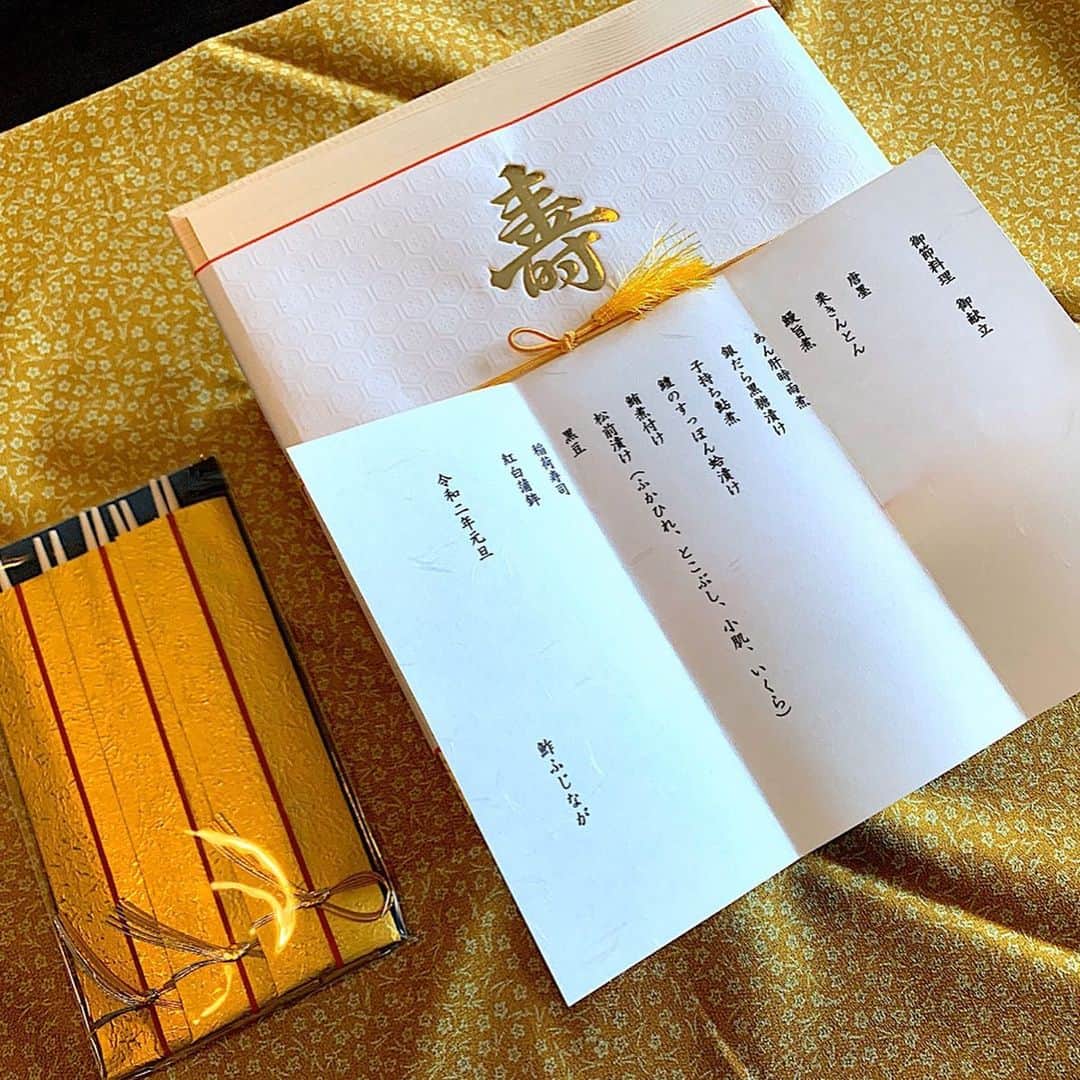 寿
御節料理 御献立
唐墨
栗きんとん
鰻旨煮
あん肝時雨煮
銀だら黒糖漬け
子持ち鮎煮
鱧のすっぽん蛤漬け
鮪煮付け
松前漬け（ふかひれ、とこぶし、小肌、いくら）
黒豆
稲荷寿司
紅白蒲鉾
令和二年元旦
鮓ふじなが